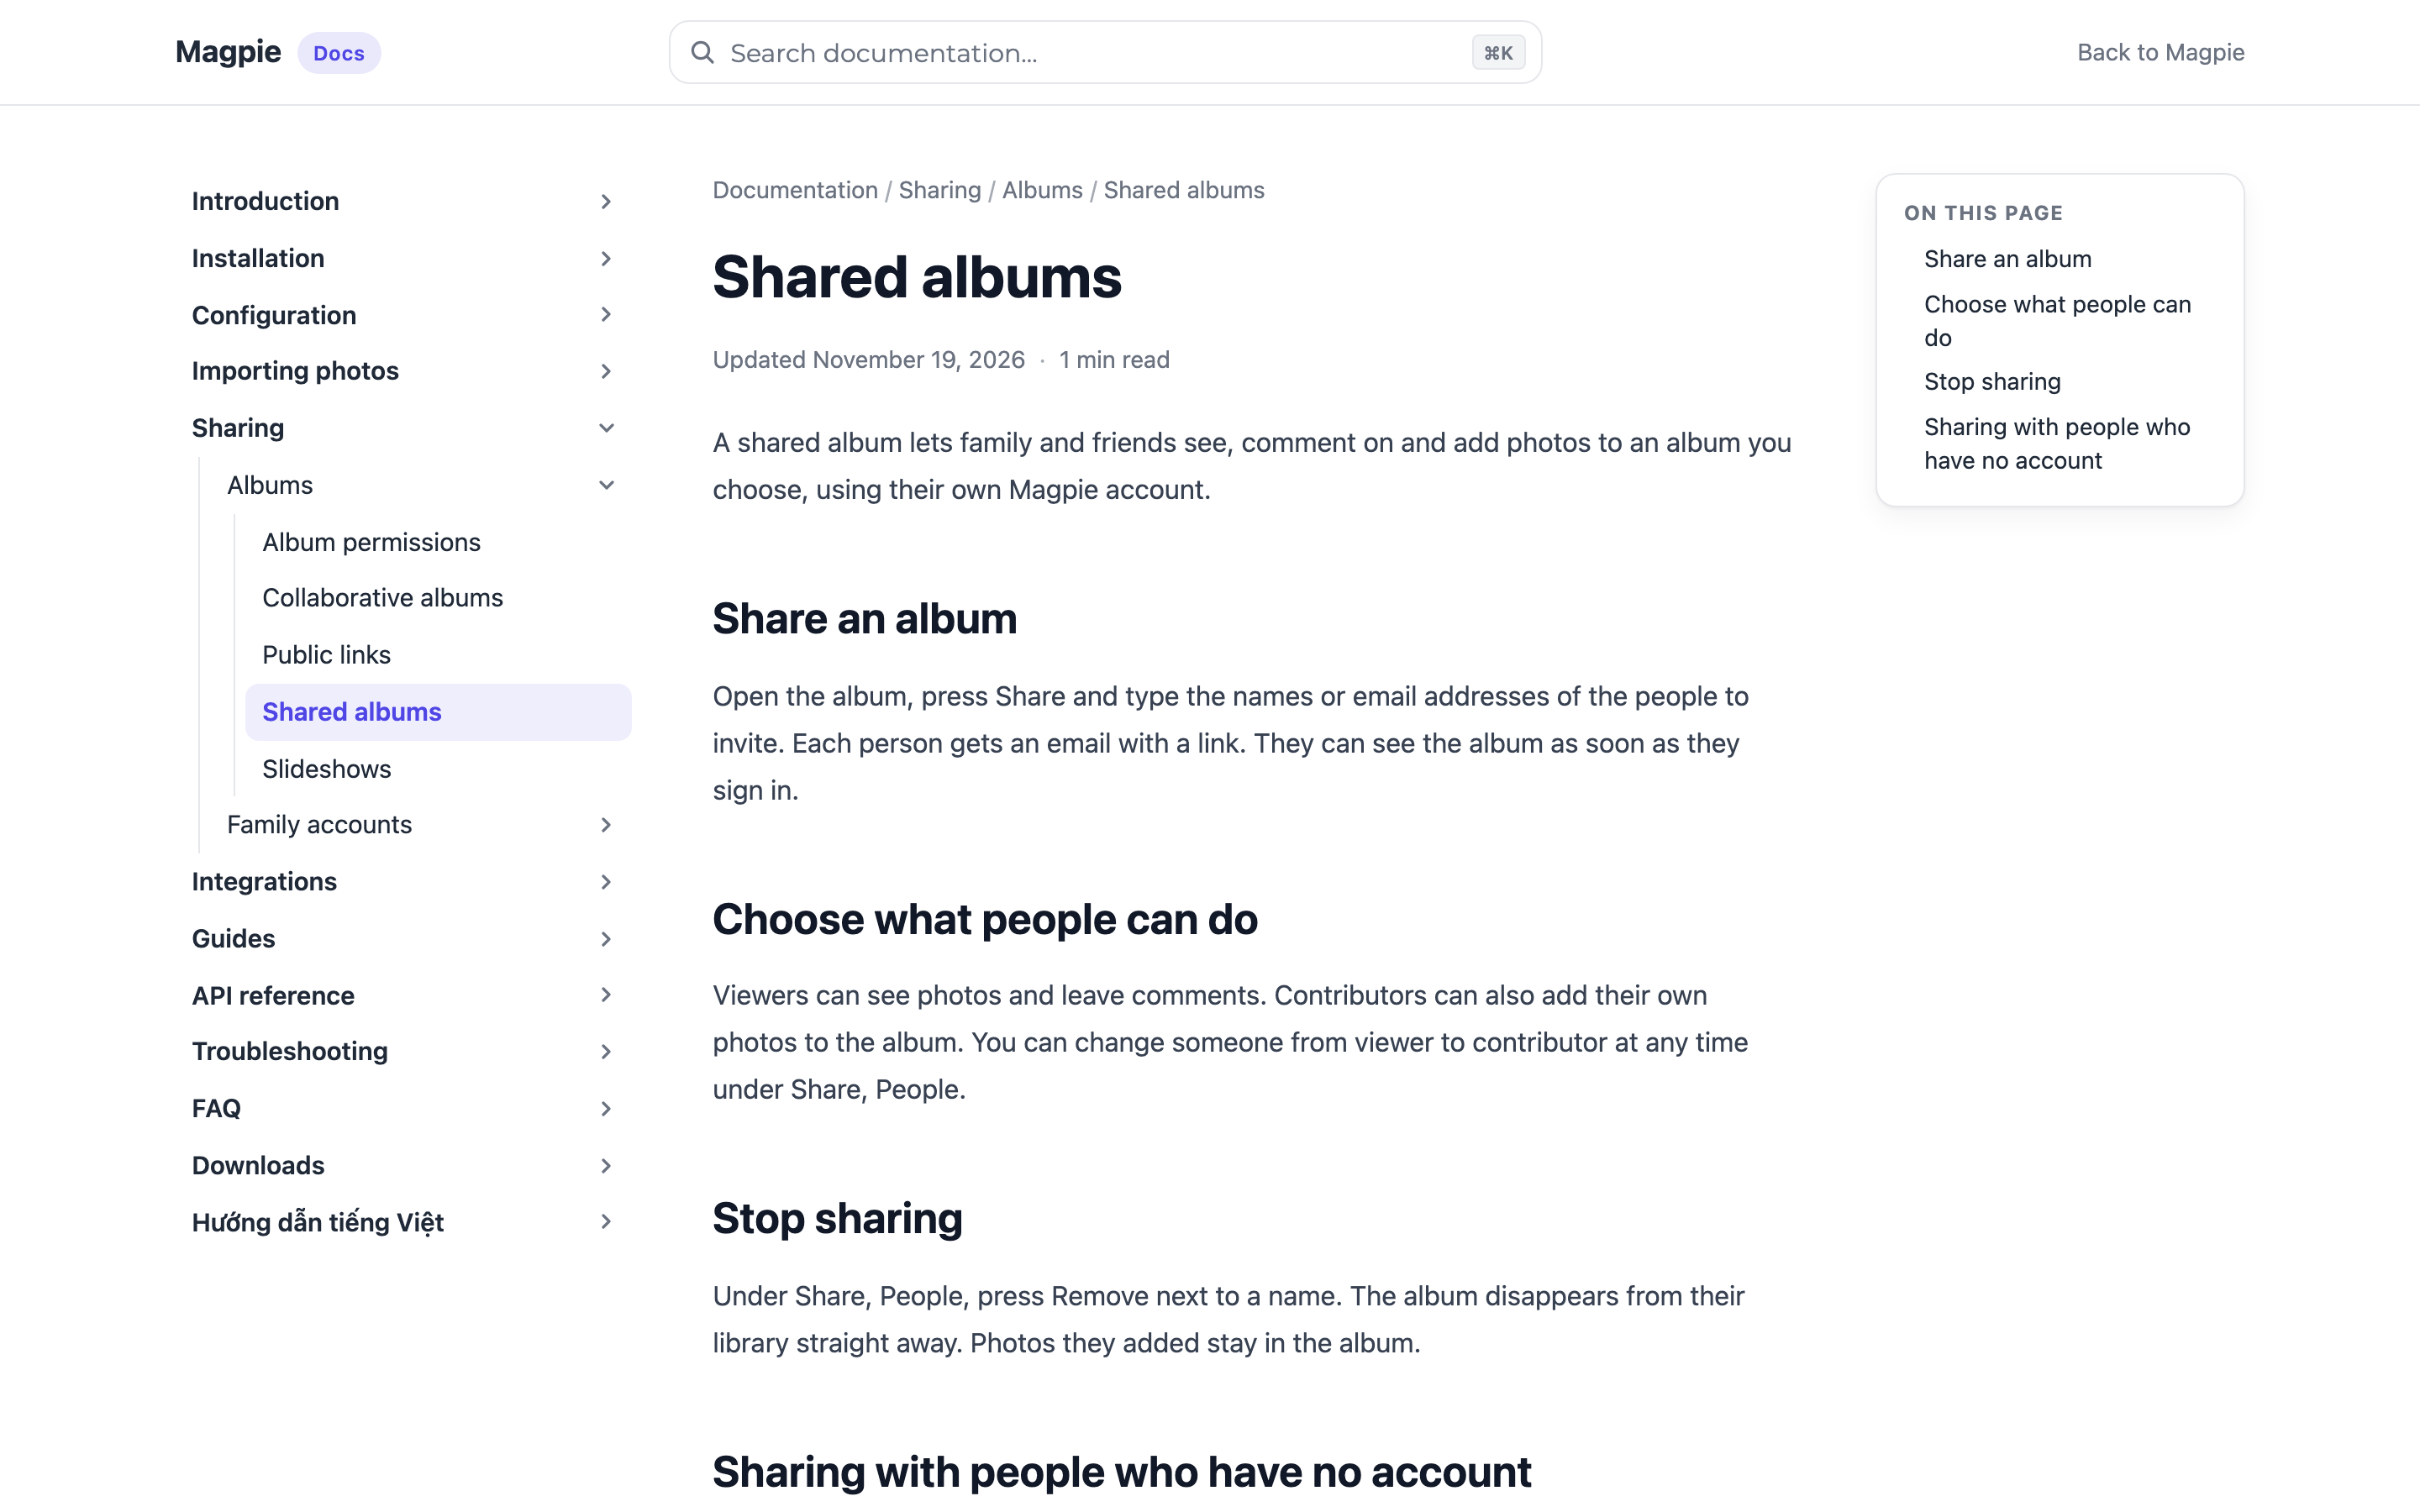 Magpie Docs
Search documentation...
⌘K
Back to Magpie
Introduction
Installation
Configuration
Importing photos
Sharing
Albums
Album permissions
Collaborative albums
Public links
Shared albums
Slideshows
Family accounts
Integrations
Guides
API reference
Troubleshooting
FAQ
Downloads
Hướng dẫn tiếng Việt
Documentation / Sharing / Albums / Shared albums
Shared albums
Updated November 19, 2026 · 1 min read
A shared album lets family and friends see, comment on and add photos to an album you
choose, using their own Magpie account.
Share an album
Open the album, press Share and type the names or email addresses of the people to
invite. Each person gets an email with a link. They can see the album as soon as they
sign in.
Choose what people can do
Viewers can see photos and leave comments. Contributors can also add their own
photos to the album. You can change someone from viewer to contributor at any time
under Share, People.
Stop sharing
Under Share, People, press Remove next to a name. The album disappears from their
library straight away. Photos they added stay in the album.
Sharing with people who have no account
ON THIS PAGE
Share an album
Choose what people can
do
Stop sharing
Sharing with people who
have no account